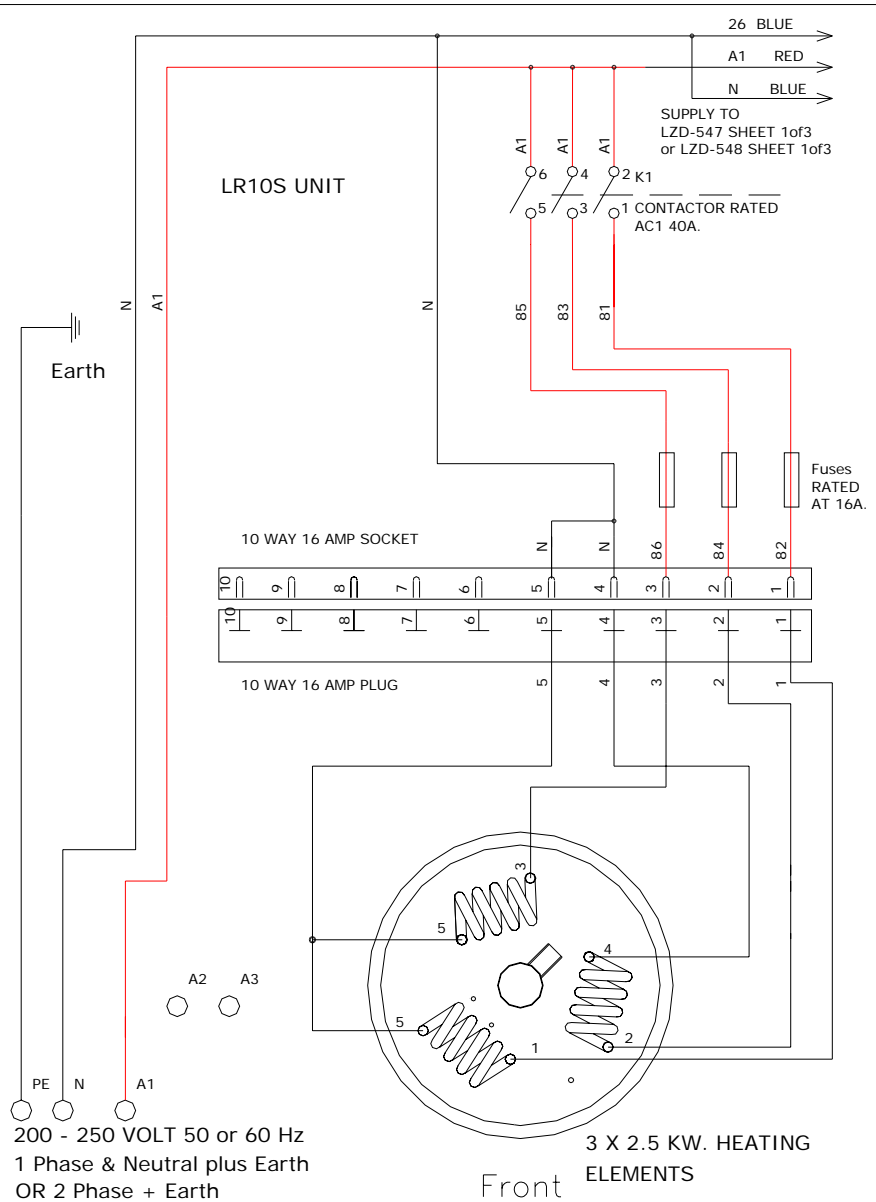 26 BLUE
A1 RED
N BLUE
SUPPLY TO
LZD-547 SHEET 1of3
or LZD-548 SHEET 1of3
A1
A1
A1
6
4
2
K1
LR10S UNIT
5
3
1
CONTACTOR RATED
AC1 40A.
N
A1
N
85
83
81
Earth
Fuses
RATED
AT 16A.
10 WAY 16 AMP SOCKET
N
N
86
84
82
10
9
8
7
6
5
4
3
2
1
10
9
8
7
6
5
4
3
2
1
10 WAY 16 AMP PLUG
5
4
3
2
1
3
5
4
A2
A3
5
1
2
PE
N
A1
200 - 250 VOLT 50 or 60 Hz
1 Phase & Neutral plus Earth
OR 2 Phase + Earth
3 X 2.5 KW. HEATING
ELEMENTS
Front